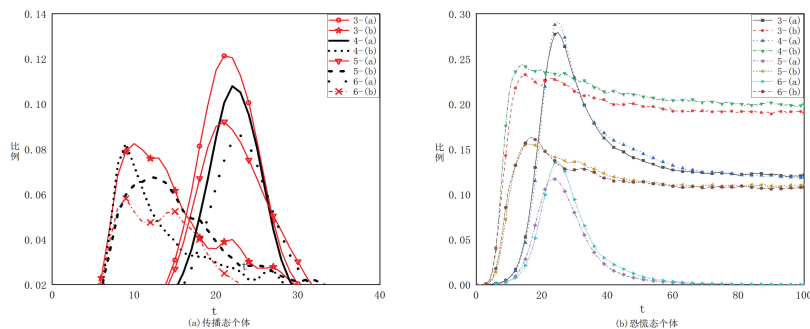 0.14
0.12
0.10
0.08
0.06
0.04
0.02
比例
0
10
20
30
40
t
3-(a)
3-(b)
4-(a)
4-(b)
5-(a)
5-(b)
6-(a)
6-(b)
(a)传播态个体
0.30
0.25
0.20
0.15
0.10
0.05
0.00
比例
0
20
40
60
80
100
t
3-(a)
3-(b)
4-(a)
4-(b)
5-(a)
5-(b)
6-(a)
6-(b)
(b)恐慌态个体